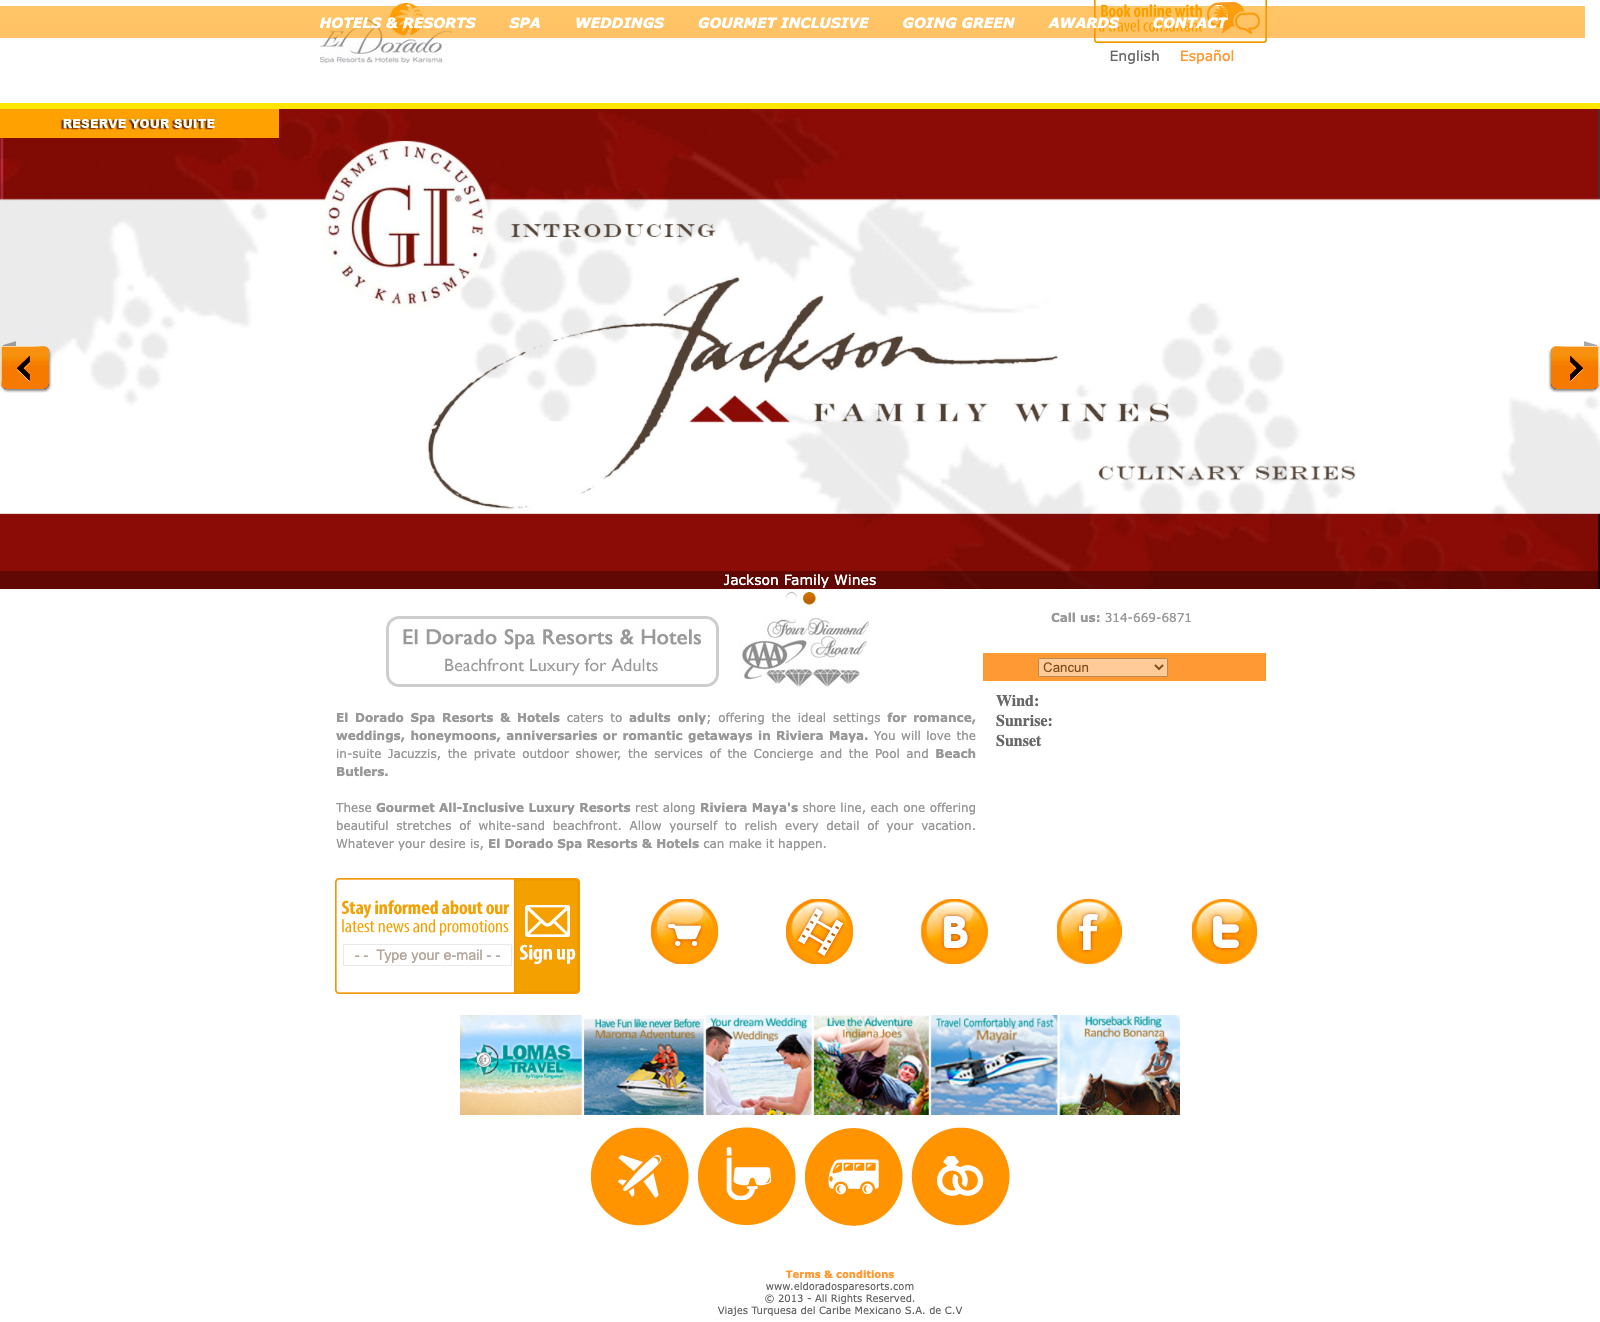 HOTELS & RESORTS SPA WEDDINGS GOURMET INCLUSIVE GOING GREEN AWARDS CONTACT
Book online with
a travel consultant
El Dorado
Spa Resorts & Hotels by Karisma
English Español
RESERVE YOUR SUITE
GOURMET INCLUSIVE
GI®
BY KARISMA
INTRODUCING
Jackson
FAMILY WINES
CULINARY SERIES
Jackson Family Wines
Call us: 314-669-6871
El Dorado Spa Resorts & Hotels
Beachfront Luxury for Adults
Four Diamond
Award
AAA
Cancun
Wind:
Sunrise:
Sunset
El Dorado Spa Resorts & Hotels caters to adults only; offering the ideal settings for romance,
weddings, honeymoons, anniversaries or romantic getaways in Riviera Maya. You will love the
in-suite Jacuzzis, the private outdoor shower, the services of the Concierge and the Pool and Beach
Butlers.
These Gourmet All-Inclusive Luxury Resorts rest along Riviera Maya's shore line, each one offering
beautiful stretches of white-sand beachfront. Allow yourself to relish every detail of your vacation.
Whatever your desire is, El Dorado Spa Resorts & Hotels can make it happen.
Stay informed about our
latest news and promotions
- - Type your e-mail - -
Sign up
B
f
t
LOMAS
TRAVEL
Have Fun like never Before
Maroma Adventures
Your dream Wedding
Weddings
Live the Adventure
Indiana Joes
Travel Comfortably and Fast
Mayair
Horseback Riding
Rancho Bonanza
Terms & conditions
www.eldoradosparesorts.com
© 2013 - All Rights Reserved.
Viajes Turquesa del Caribe Mexicano S.A. de C.V